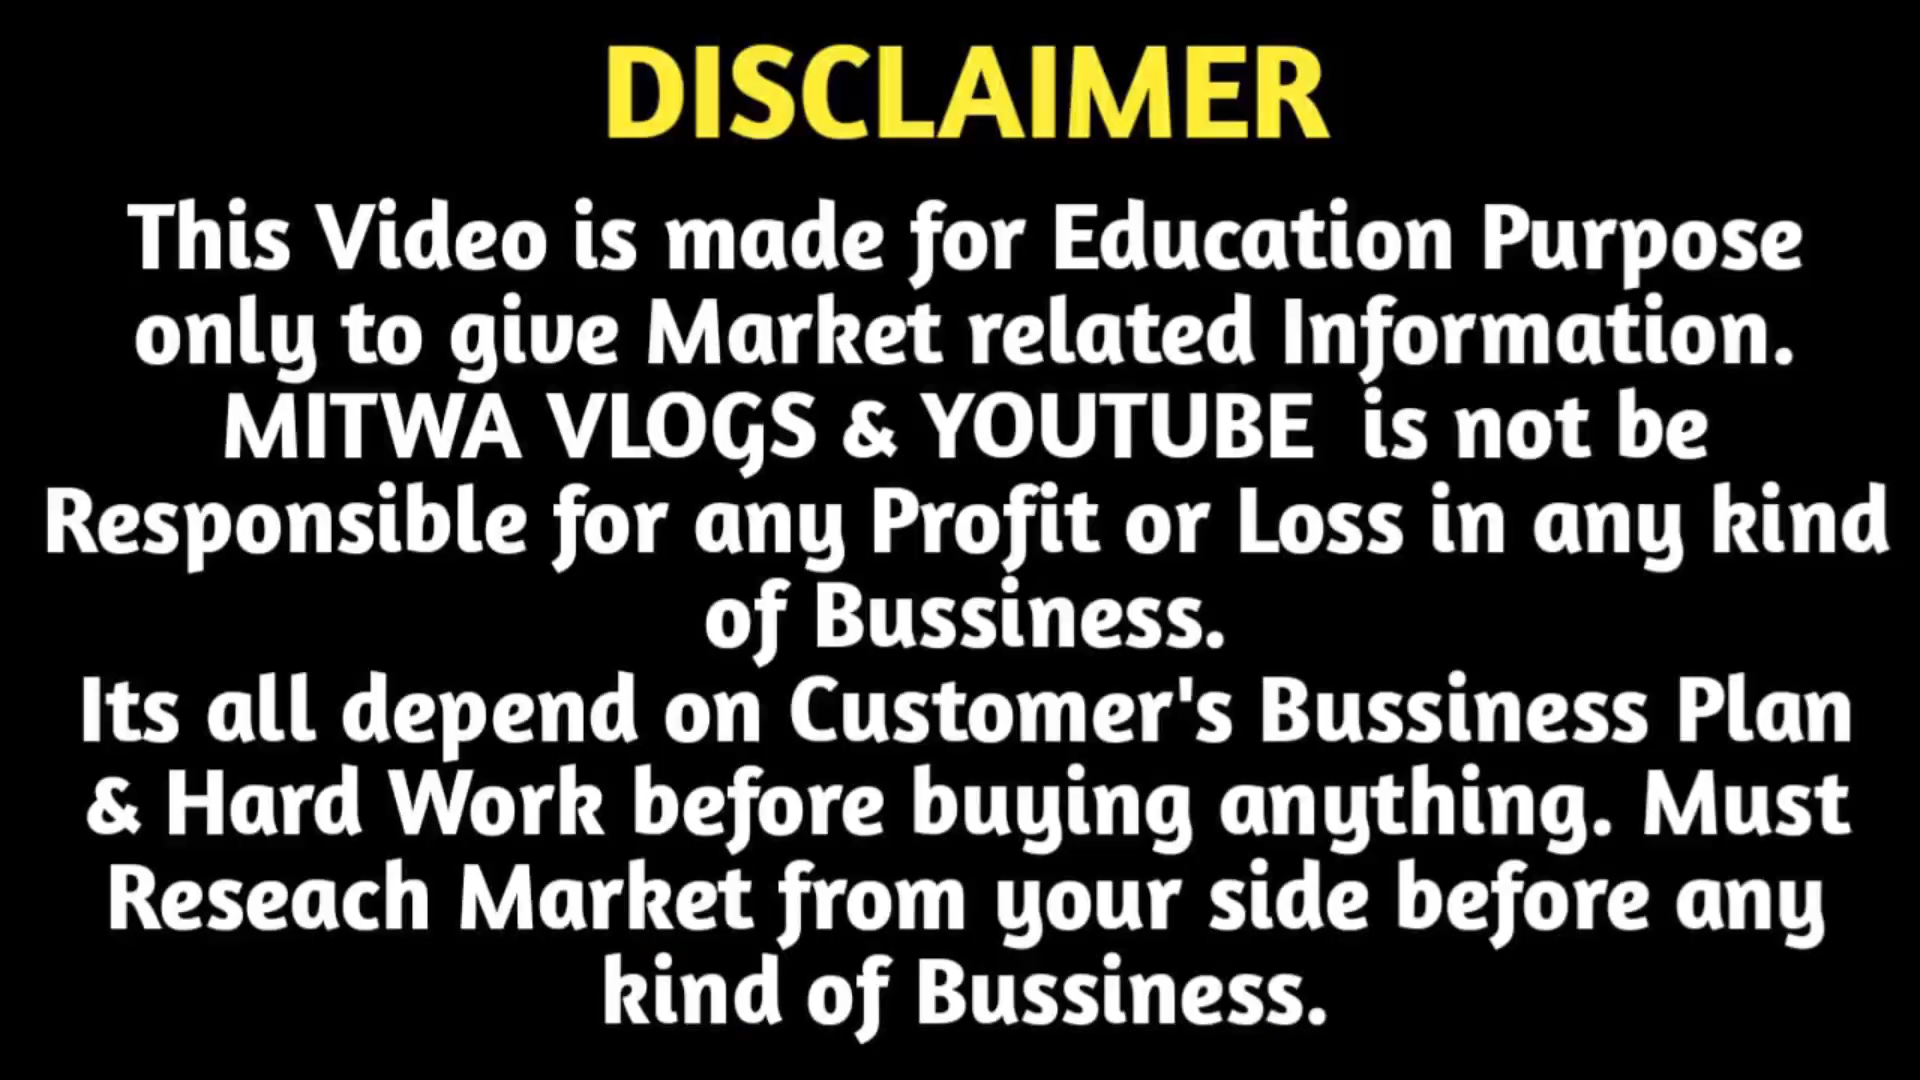 DISCLAIMER
This Video is made for Education Purpose
only to give Market related Information.
MITWA VLOGS & YOUTUBE is not be
Responsible for any Profit or Loss in any kind
of Bussiness.
Its all depend on Customer's Bussiness Plan
& Hard Work before buying anything. Must
Reseach Market from your side before any
kind of Bussiness.